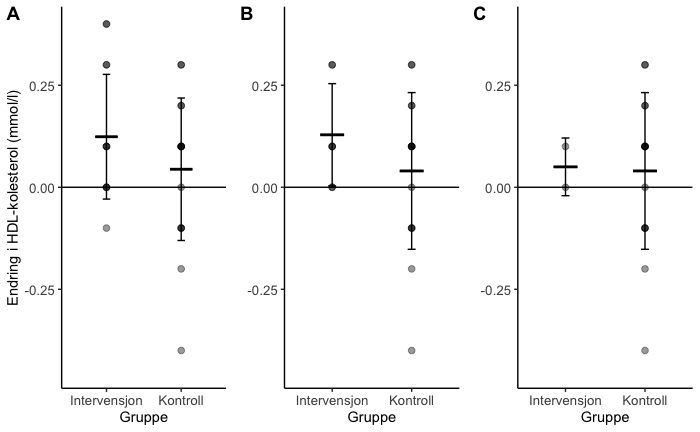 A
B
C
Endring i HDL-kolesterol (mmol/l)
0.25
0.00
-0.25
Intervensjon Kontroll
Gruppe
0.25
0.00
-0.25
Intervensjon Kontroll
Gruppe
0.25
0.00
-0.25
Intervensjon Kontroll
Gruppe